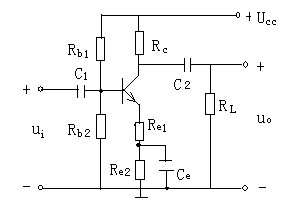 + Ucc
Rb1
Rc
C1
C2
+
+
Rb2
Re1
RL
ui
uo
Re2
Ce
-
-